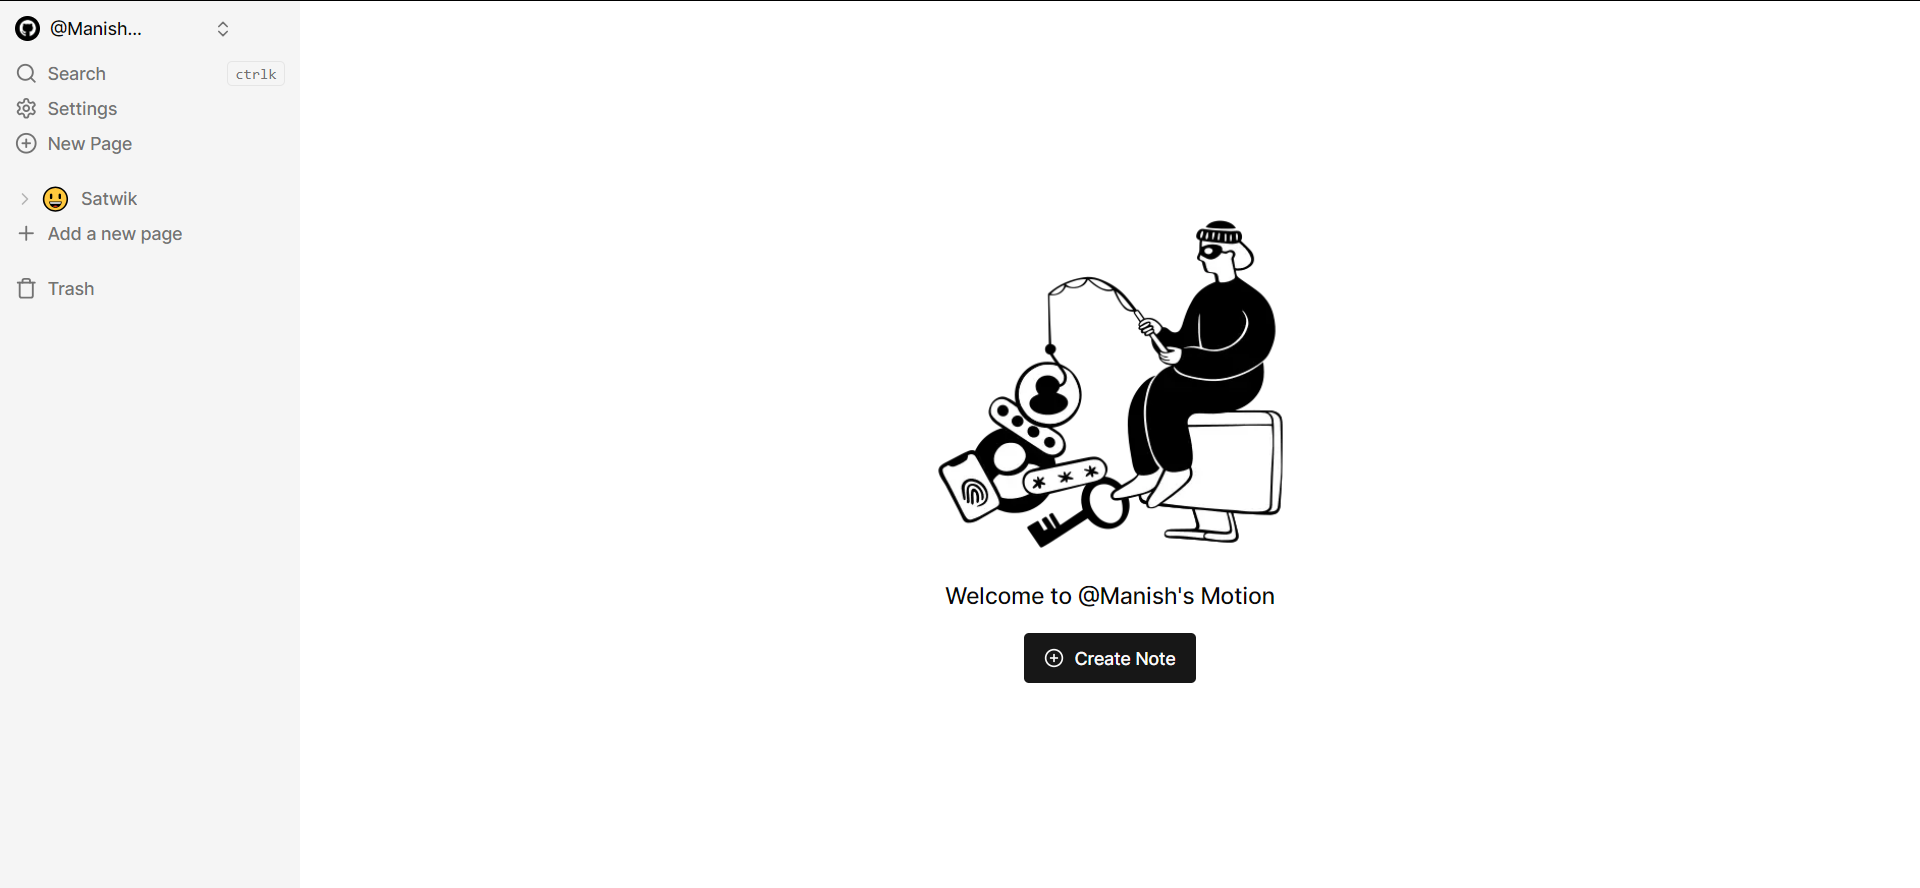 @Manish...
Search ctrlk
Settings
New Page
Satwik
Add a new page
Trash
* * *
Welcome to @Manish's Motion
Create Note